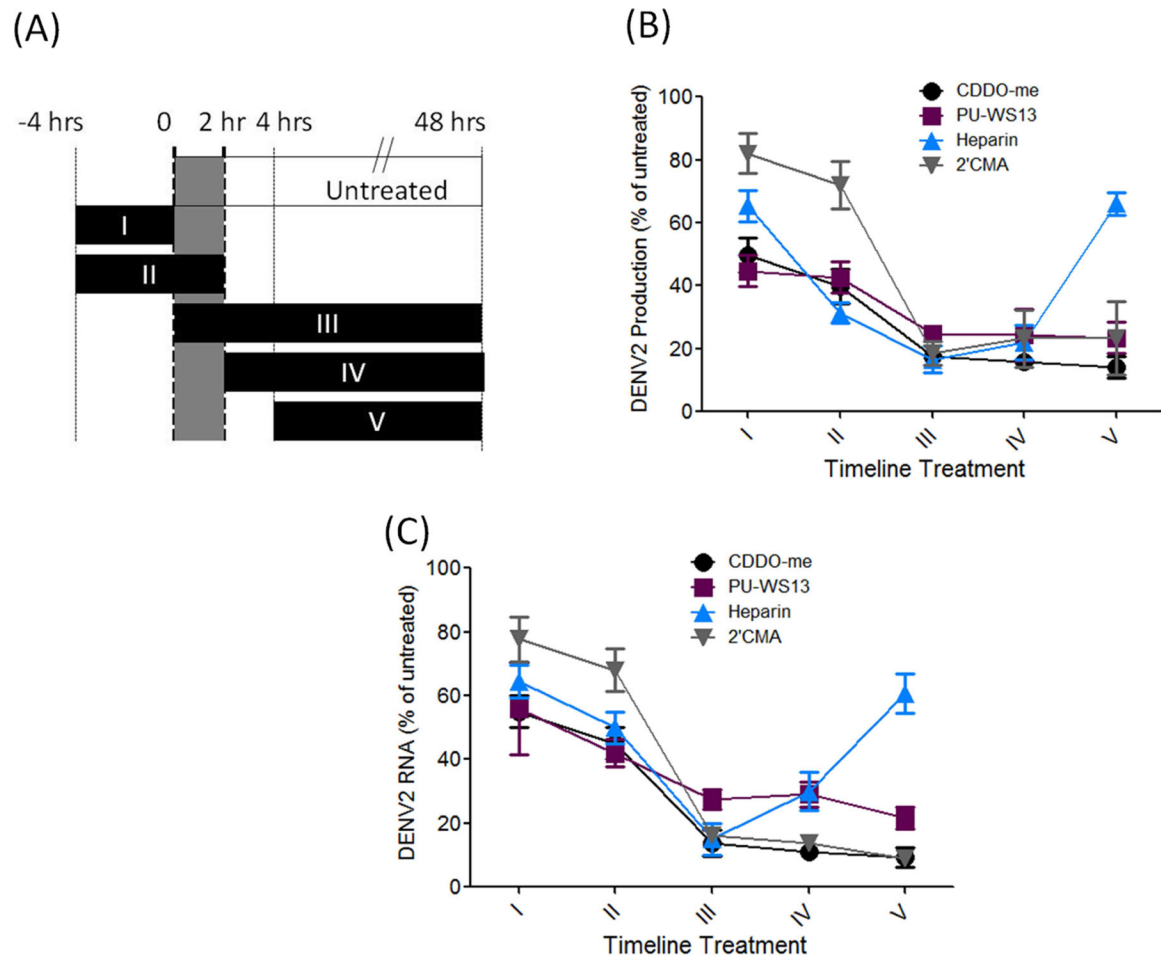 (A)
-4 hrs 0 2 hr 4 hrs 48 hrs
Untreated
I
II
III
IV
V
(B)
CDDO-me
PU-WS13
Heparin
2'CMA
DENV2 Production (% of untreated)
100
80
60
40
20
0
I II III IV V
Timeline Treatment
(C)
CDDO-me
PU-WS13
Heparin
2'CMA
DENV2 RNA (% of untreated)
100
80
60
40
20
0
I II III IV V
Timeline Treatment